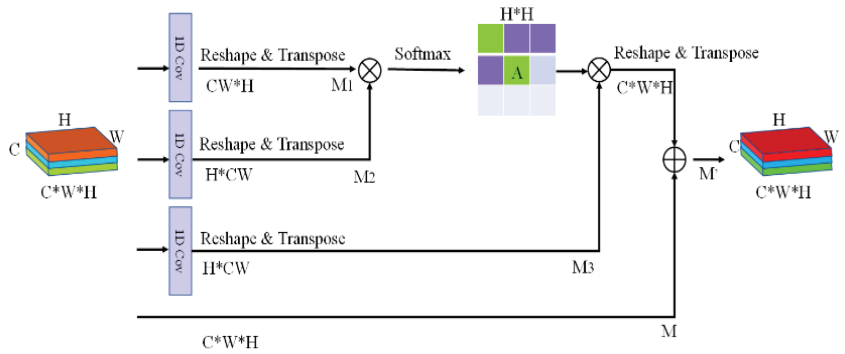 H*H
1D Cov
Reshape & Transpose
CW*H
M1
Softmax
A
Reshape & Transpose
C*W*H
H
W
C
C*W*H
1D Cov
Reshape & Transpose
H*CW
M2
H
W
C
M'
C*W*H
1D Cov
Reshape & Transpose
H*CW
M3
M
C*W*H